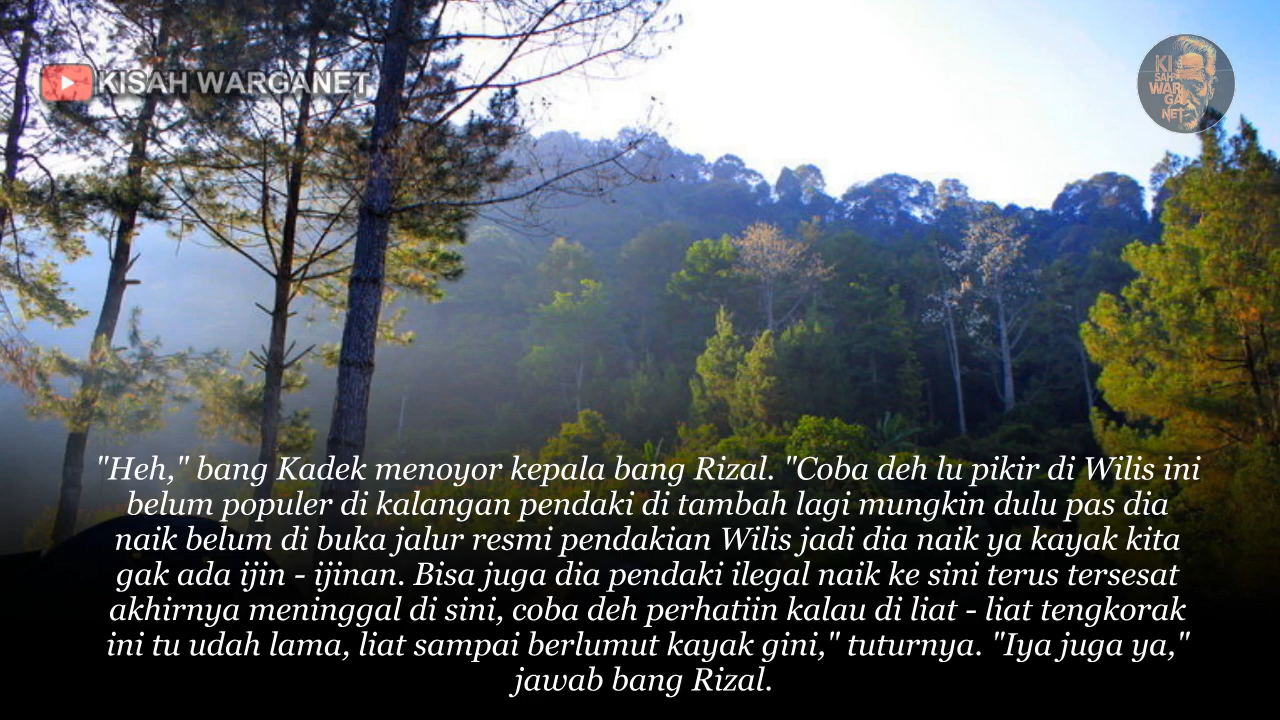 KISAH WARGANET
KI
SAH
WAR
GA
NET
"Heh," bang Kadek menoyor kepala bang Rizal. "Coba deh lu pikir di Wilis ini
belum populer di kalangan pendaki di tambah lagi mungkin dulu pas dia
naik belum di buka jalur resmi pendakian Wilis jadi dia naik ya kayak kita
gak ada ijin - ijinan. Bisa juga dia pendaki ilegal naik ke sini terus tersesat
akhirnya meninggal di sini, coba deh perhatiin kalau di liat - liat tengkorak
ini tu udah lama, liat sampai berlumut kayak gini," tuturnya. "Iya juga ya,"
jawab bang Rizal.